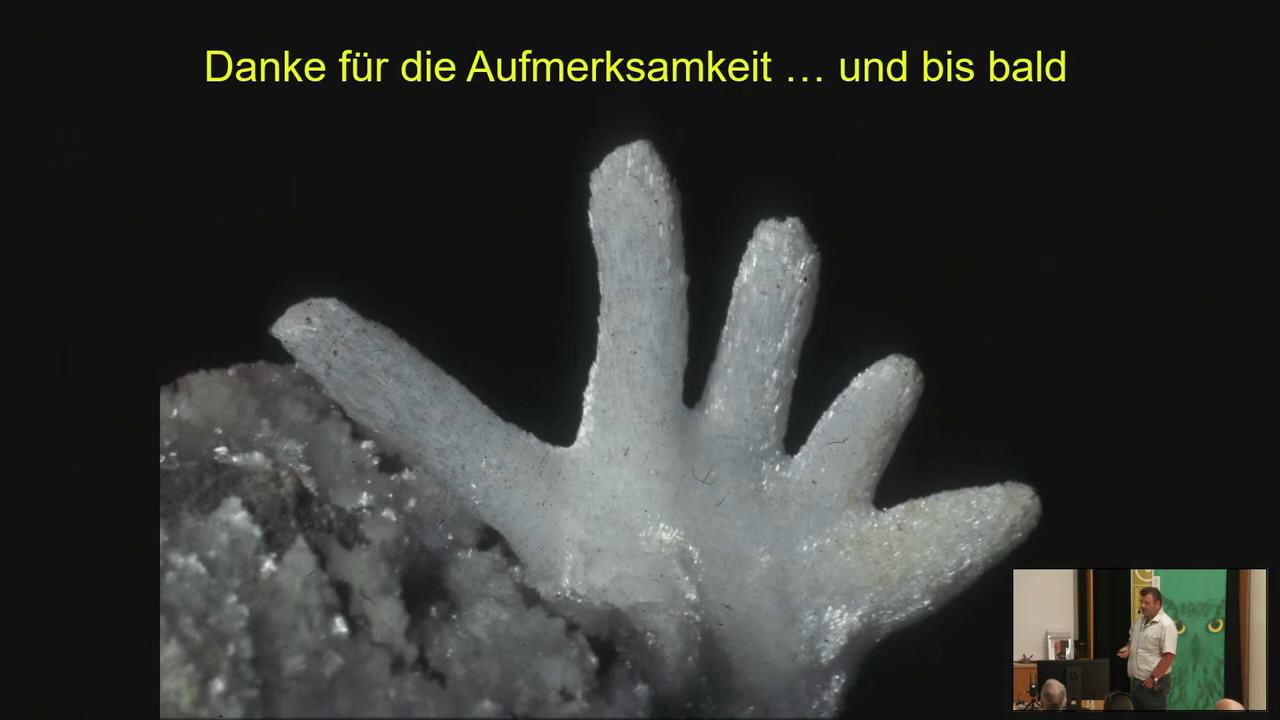 Danke für die Aufmerksamkeit … und bis bald